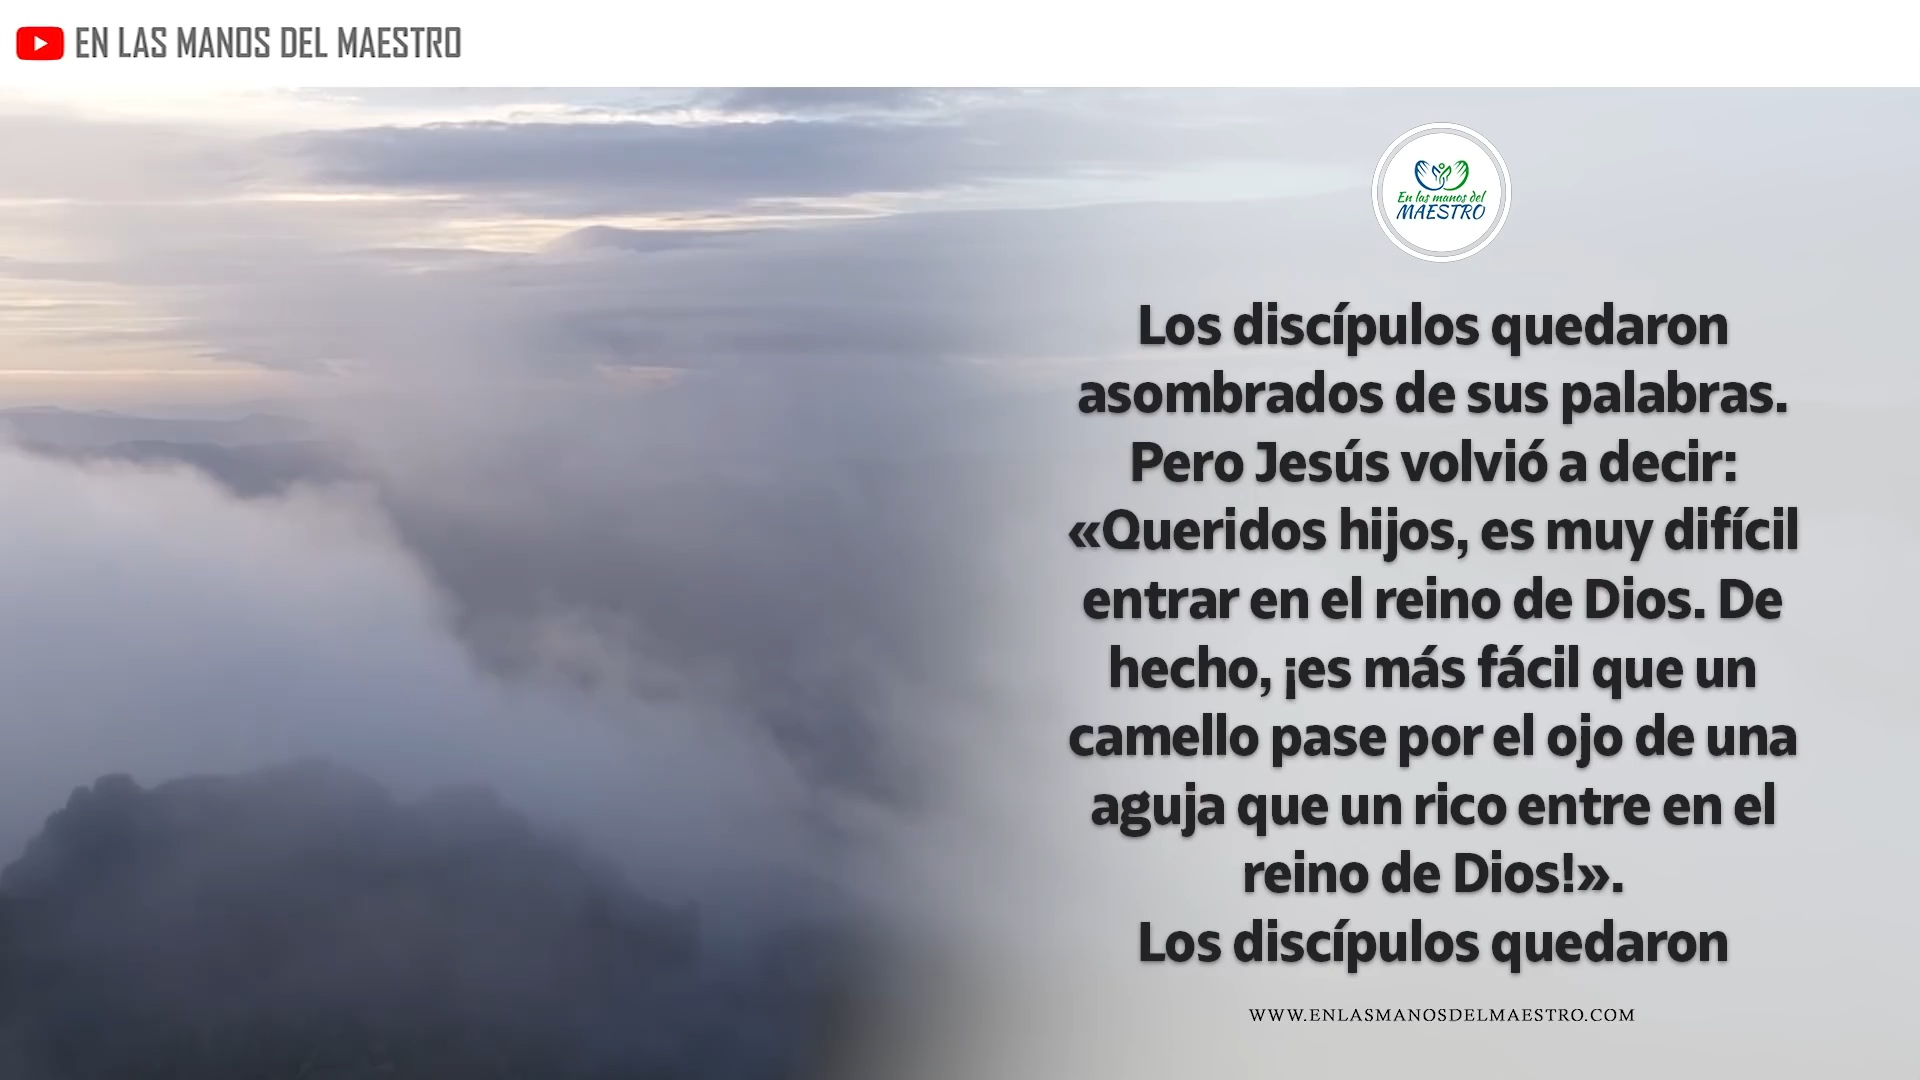 EN LAS MANOS DEL MAESTRO
En las manos del
MAESTRO
Los discípulos quedaron
asombrados de sus palabras.
Pero Jesús volvió a decir:
«Queridos hijos, es muy difícil
entrar en el reino de Dios. De
hecho, ¡es más fácil que un
camello pase por el ojo de una
aguja que un rico entre en el
reino de Dios!».
Los discípulos quedaron
WWW.ENLASMANOSDELMAESTRO.COM